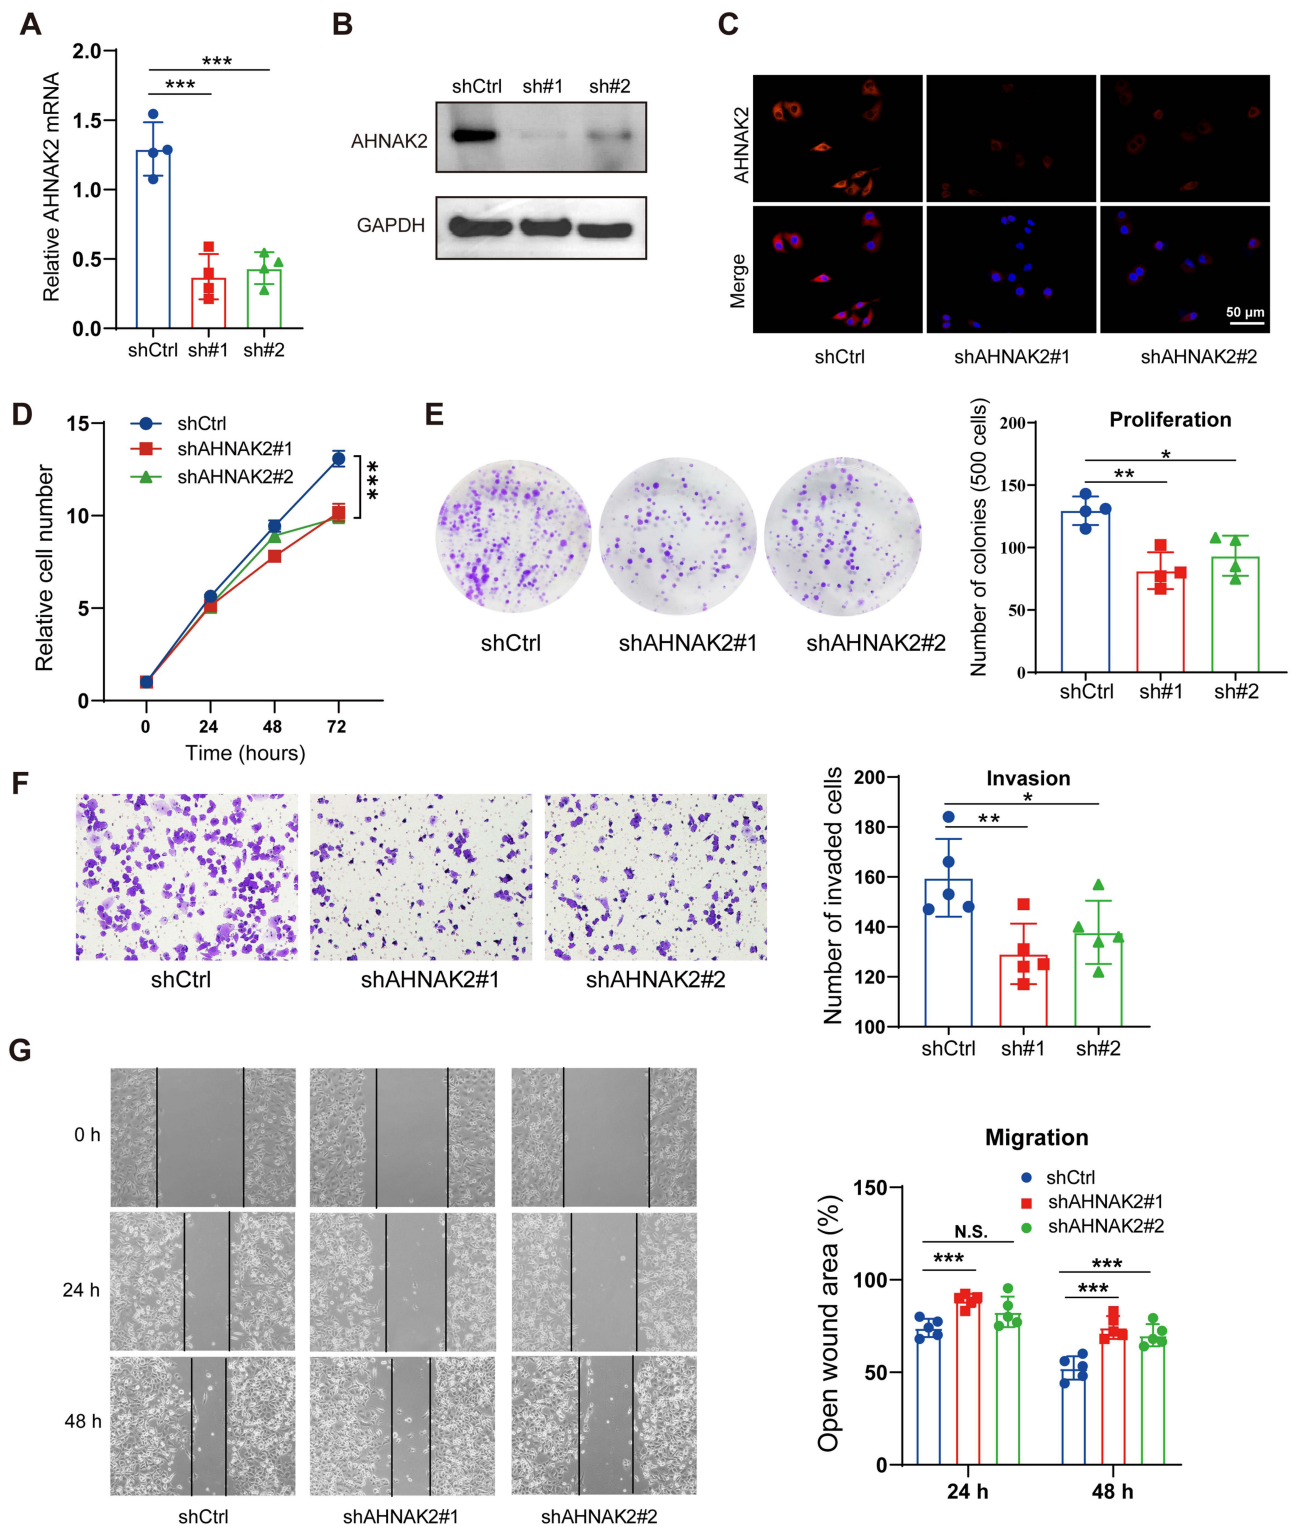 A
2.0
1.5
1.0
0.5
0.0
Relative AHNAK2 mRNA
***
***
shCtrl sh#1 sh#2
B
shCtrl sh#1 sh#2
AHNAK2
GAPDH
C
AHNAK2
Merge
50 µm
shCtrl shAHNAK2#1 shAHNAK2#2
D
15
10
5
0
Relative cell number
shCtrl
shAHNAK2#1
shAHNAK2#2
***
0 24 48 72
Time (hours)
E
shCtrl shAHNAK2#1 shAHNAK2#2
Proliferation
Number of colonies (500 cells)
200
150
100
50
0
*
**
shCtrl sh#1 sh#2
F
shCtrl shAHNAK2#1 shAHNAK2#2
Invasion
Number of invaded cells
200
180
160
140
120
100
*
**
shCtrl sh#1 sh#2
G
0 h
24 h
48 h
shCtrl shAHNAK2#1 shAHNAK2#2
Migration
shCtrl
shAHNAK2#1
shAHNAK2#2
Open wound area (%)
150
100
50
0
N.S.
***
***
***
24 h 48 h